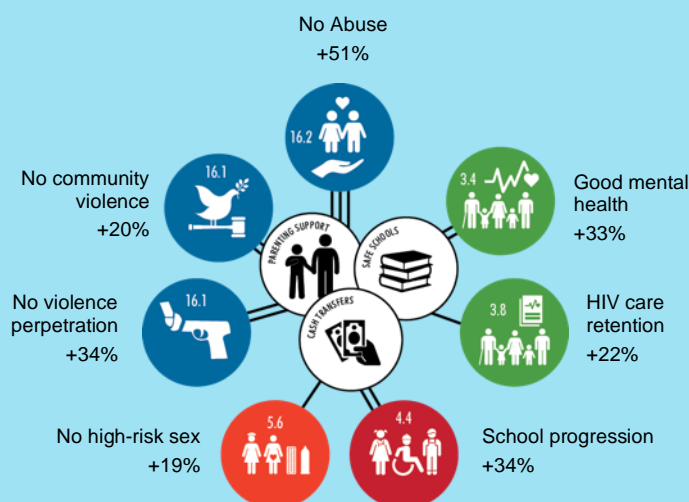 No Abuse
+51%
16.2
16.1
No community
violence
+20%
3.4
Good mental
health
+33%
PARENTING SUPPORT
SAFE SCHOOLS
16.1
No violence
perpetration
+34%
CASH TRANSFERS
3.8
HIV care
retention
+22%
5.6
No high-risk sex
+19%
4.4
School progression
+34%